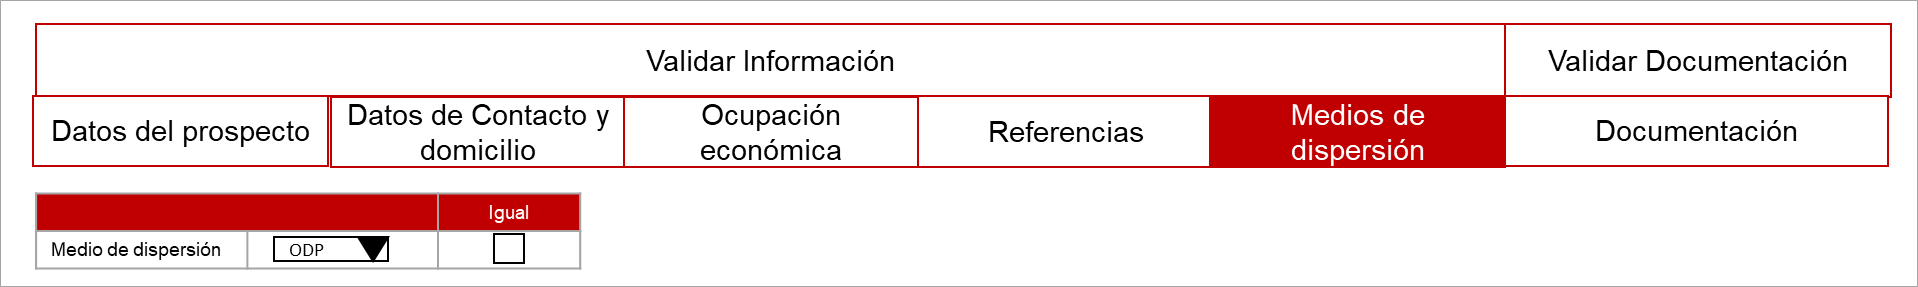 Validar Información
Validar Documentación
Datos del prospecto
Datos de Contacto y
domicilio
Ocupación
económica
Referencias
Medios de
dispersión
Documentación
Igual
Medio de dispersión
ODP